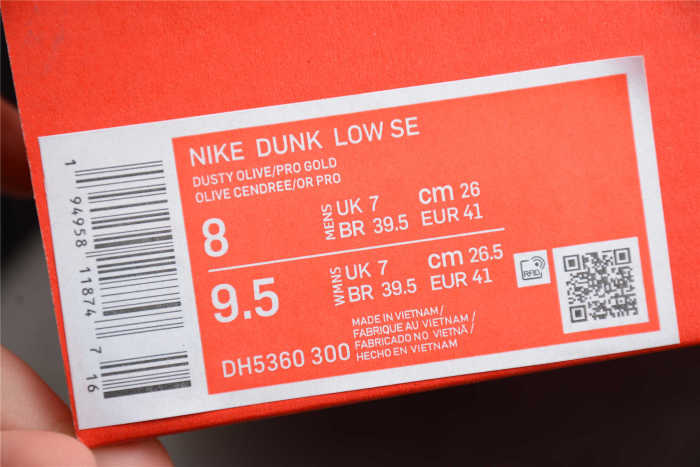 NIKE DUNK LOW SE
DUSTY OLIVE/PRO GOLD
OLIVE CENDREE/OR PRO
8
MENS
UK 7
cm 26
BR 39.5
EUR 41
9.5
WMNS
UK 7
cm 26.5
BR 39.5
EUR 41
RFID
DH5360 300
MADE IN VIETNAM/
FABRIQUE AU VIETNAM/
FABRICADO NO VIETNÃ/
HECHO EN VIETNAM
1 94958 11874 7 16